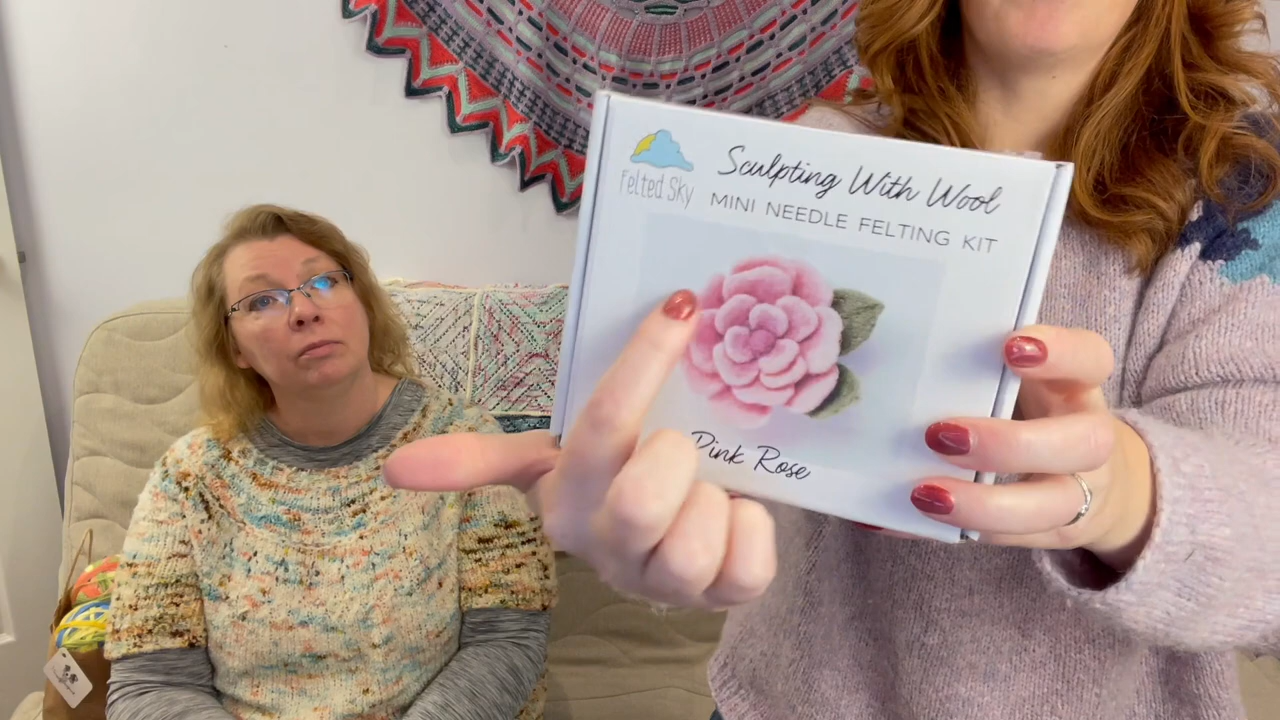 Felted Sky
Sculpting With Wool
MINI NEEDLE FELTING KIT
Pink Rose